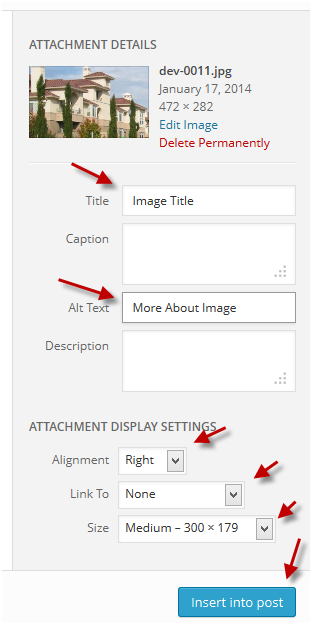 ATTACHMENT DETAILS
dev-0011.jpg
January 17, 2014
472 × 282
Edit Image
Delete Permanently
Title Image Title
Caption
Alt Text More About Image
Description
ATTACHMENT DISPLAY SETTINGS
Alignment Right
Link To None
Size Medium – 300 × 179
Insert into post